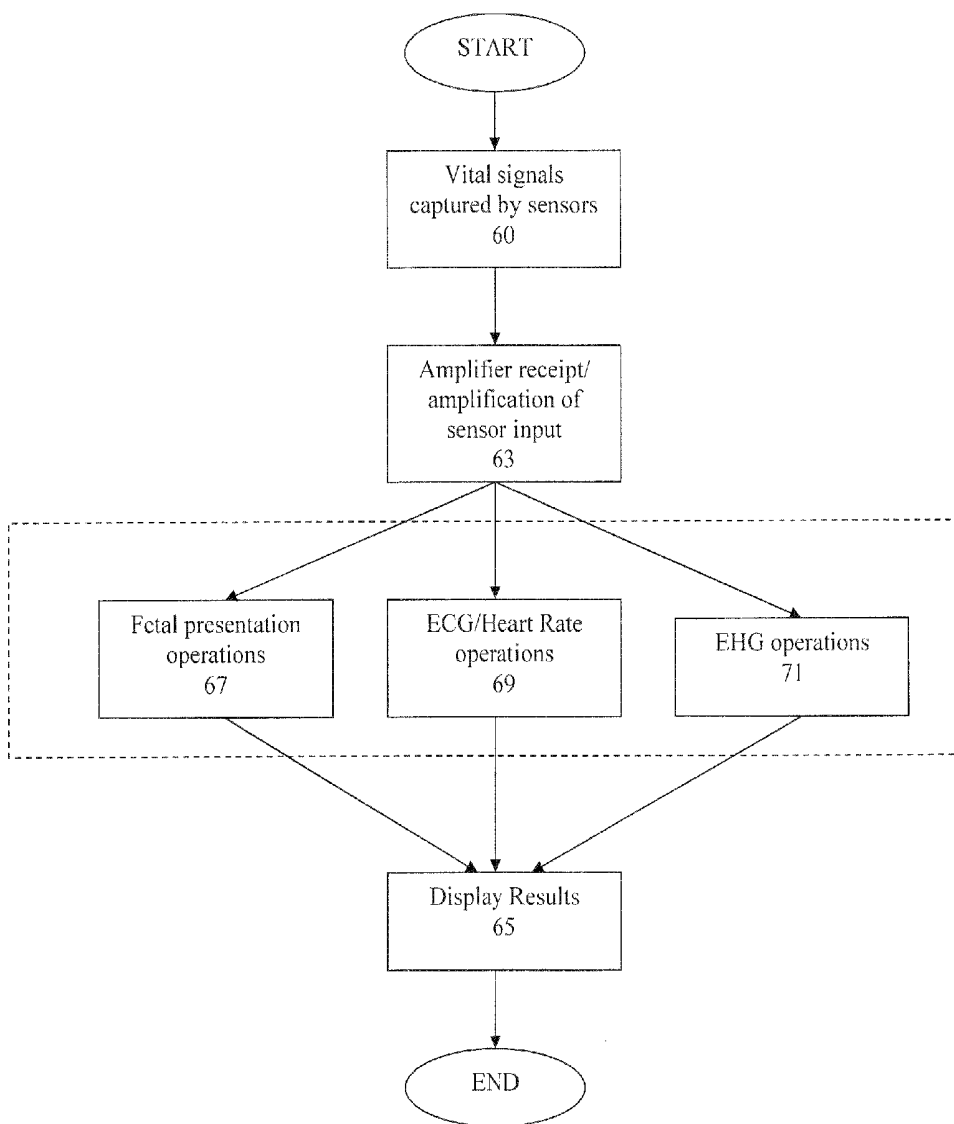 START
Vital signals
captured by sensors
60
Amplifier receipt/
amplification of
sensor input
63
Fetal presentation
operations
67
ECG/Heart Rate
operations
69
EHG operations
71
Display Results
65
END